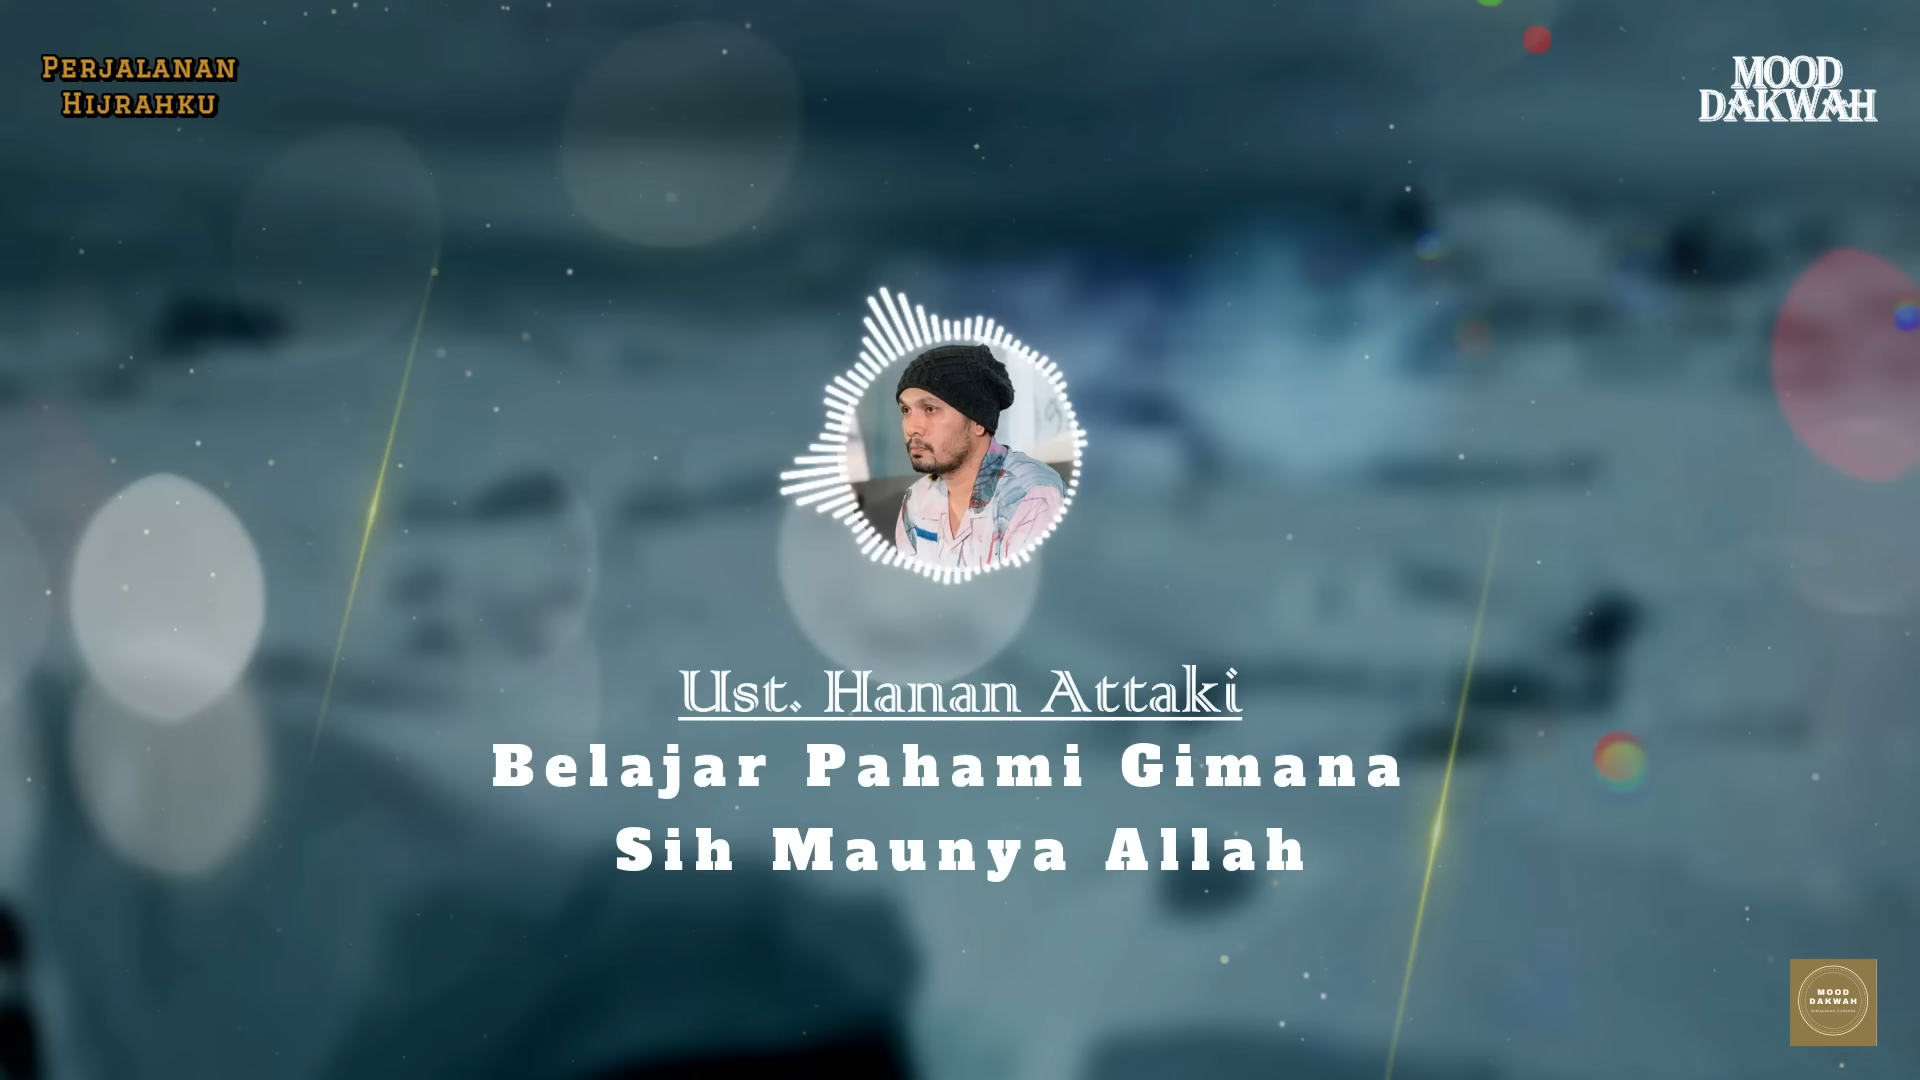 PERJALANAN
HIJRAHKU
MOOD
DAKWAH
Ust. Hanan Attaki
Belajar Pahami Gimana
Sih Maunya Allah
MOOD
DAKWAH